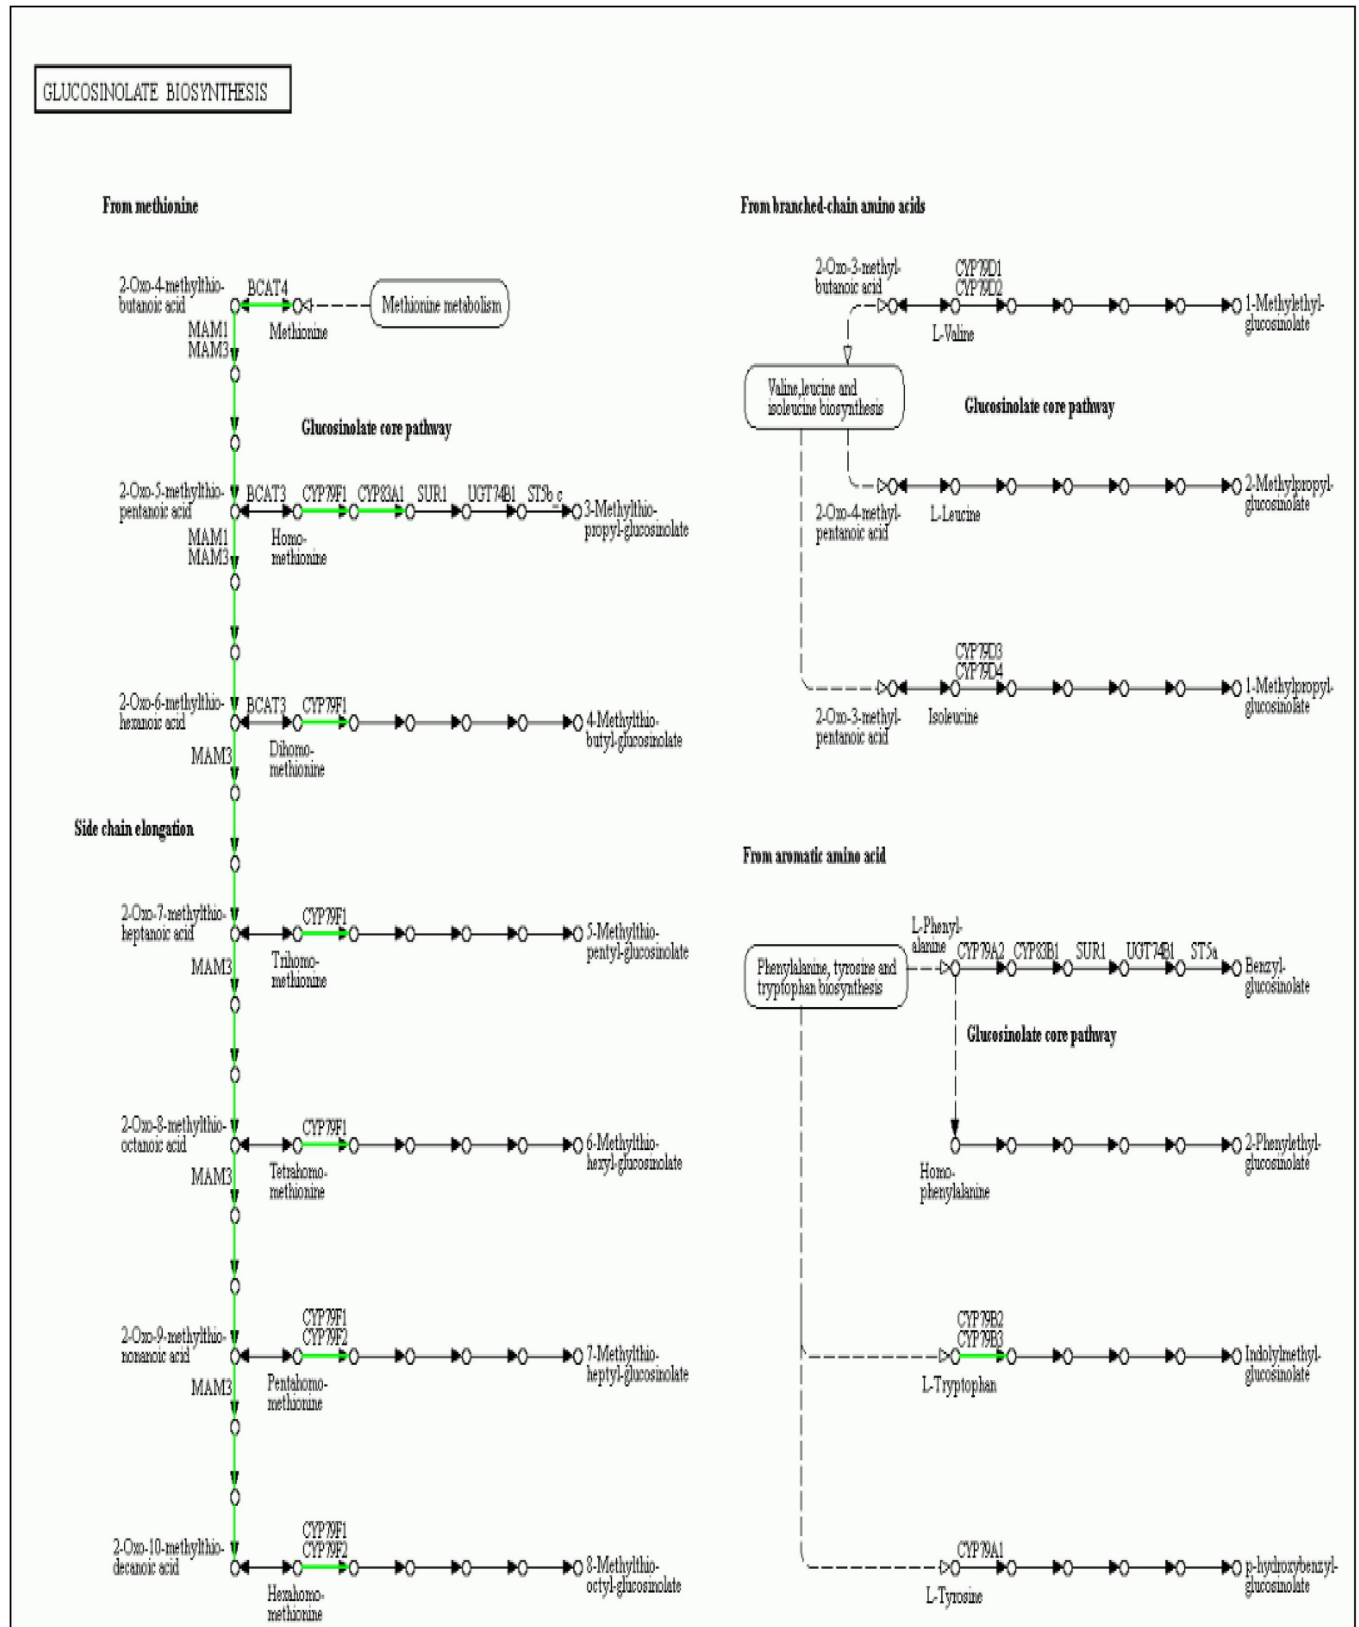 GLUCOSINOLATE BIOSYNTHESIS
From methionine
2-Oxo-4-methylthio-
butanoic acid
BCAT4
Methionine
Methionine metabolism
MAM1
MAM3
Glucosinolate core pathway
2-Oxo-5-methylthio-
pentanoic acid
BCAT3
CYP79F1
CYP83A1
SUR1
UGT74B1
ST5b_c
3-Methylthio-
propyl-glucosinolate
Homo-
methionine
MAM1
MAM3
2-Oxo-6-methylthio-
hexanoic acid
BCAT3
CYP79F1
4-Methylthio-
butyl-glucosinolate
Dihomo-
methionine
MAM3
Side chain elongation
2-Oxo-7-methylthio-
heptanoic acid
CYP79F1
5-Methylthio-
pentyl-glucosinolate
Trihomo-
methionine
MAM3
2-Oxo-8-methylthio-
octanoic acid
CYP79F1
6-Methylthio-
hexyl-glucosinolate
Tetrahomo-
methionine
MAM3
2-Oxo-9-methylthio-
nonanoic acid
CYP79F1
CYP79F2
7-Methylthio-
heptyl-glucosinolate
Pentahomo-
methionine
MAM3
2-Oxo-10-methylthio-
decanoic acid
CYP79F1
CYP79F2
8-Methylthio-
octyl-glucosinolate
Hexahomo-
methionine
From branched-chain amino acids
2-Oxo-3-methyl-
butanoic acid
CYP79D1
CYP79D2
L-Valine
1-Methylethyl-
glucosinolate
Valine,leucine and
isoleucine biosynthesis
Glucosinolate core pathway
2-Oxo-4-methyl-
pentanoic acid
L-Leucine
2-Methylpropyl-
glucosinolate
CYP79D3
CYP79D4
2-Oxo-3-methyl-
pentanoic acid
Isoleucine
1-Methylpropyl-
glucosinolate
From aromatic amino acid
Phenylalanine, tyrosine and
tryptophan biosynthesis
L-Phenyl-
alanine
CYP79A2
CYP83B1
SUR1
UGT74B1
ST5a
Benzyl-
glucosinolate
Glucosinolate core pathway
Homo-
phenylalanine
2-Phenylethyl-
glucosinolate
CYP79B2
CYP79B3
L-Tryptophan
Indolylmethyl-
glucosinolate
CYP79A1
L-Tyrosine
p-hydroxybenzyl-
glucosinolate